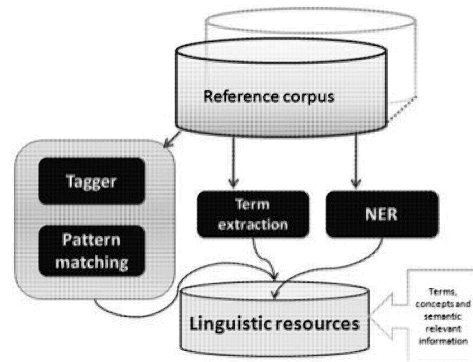 Reference corpus
Tagger
Pattern
matching
Term
extraction
NER
Linguistic resources
Terms,
concepts and
semantic
relevant
information